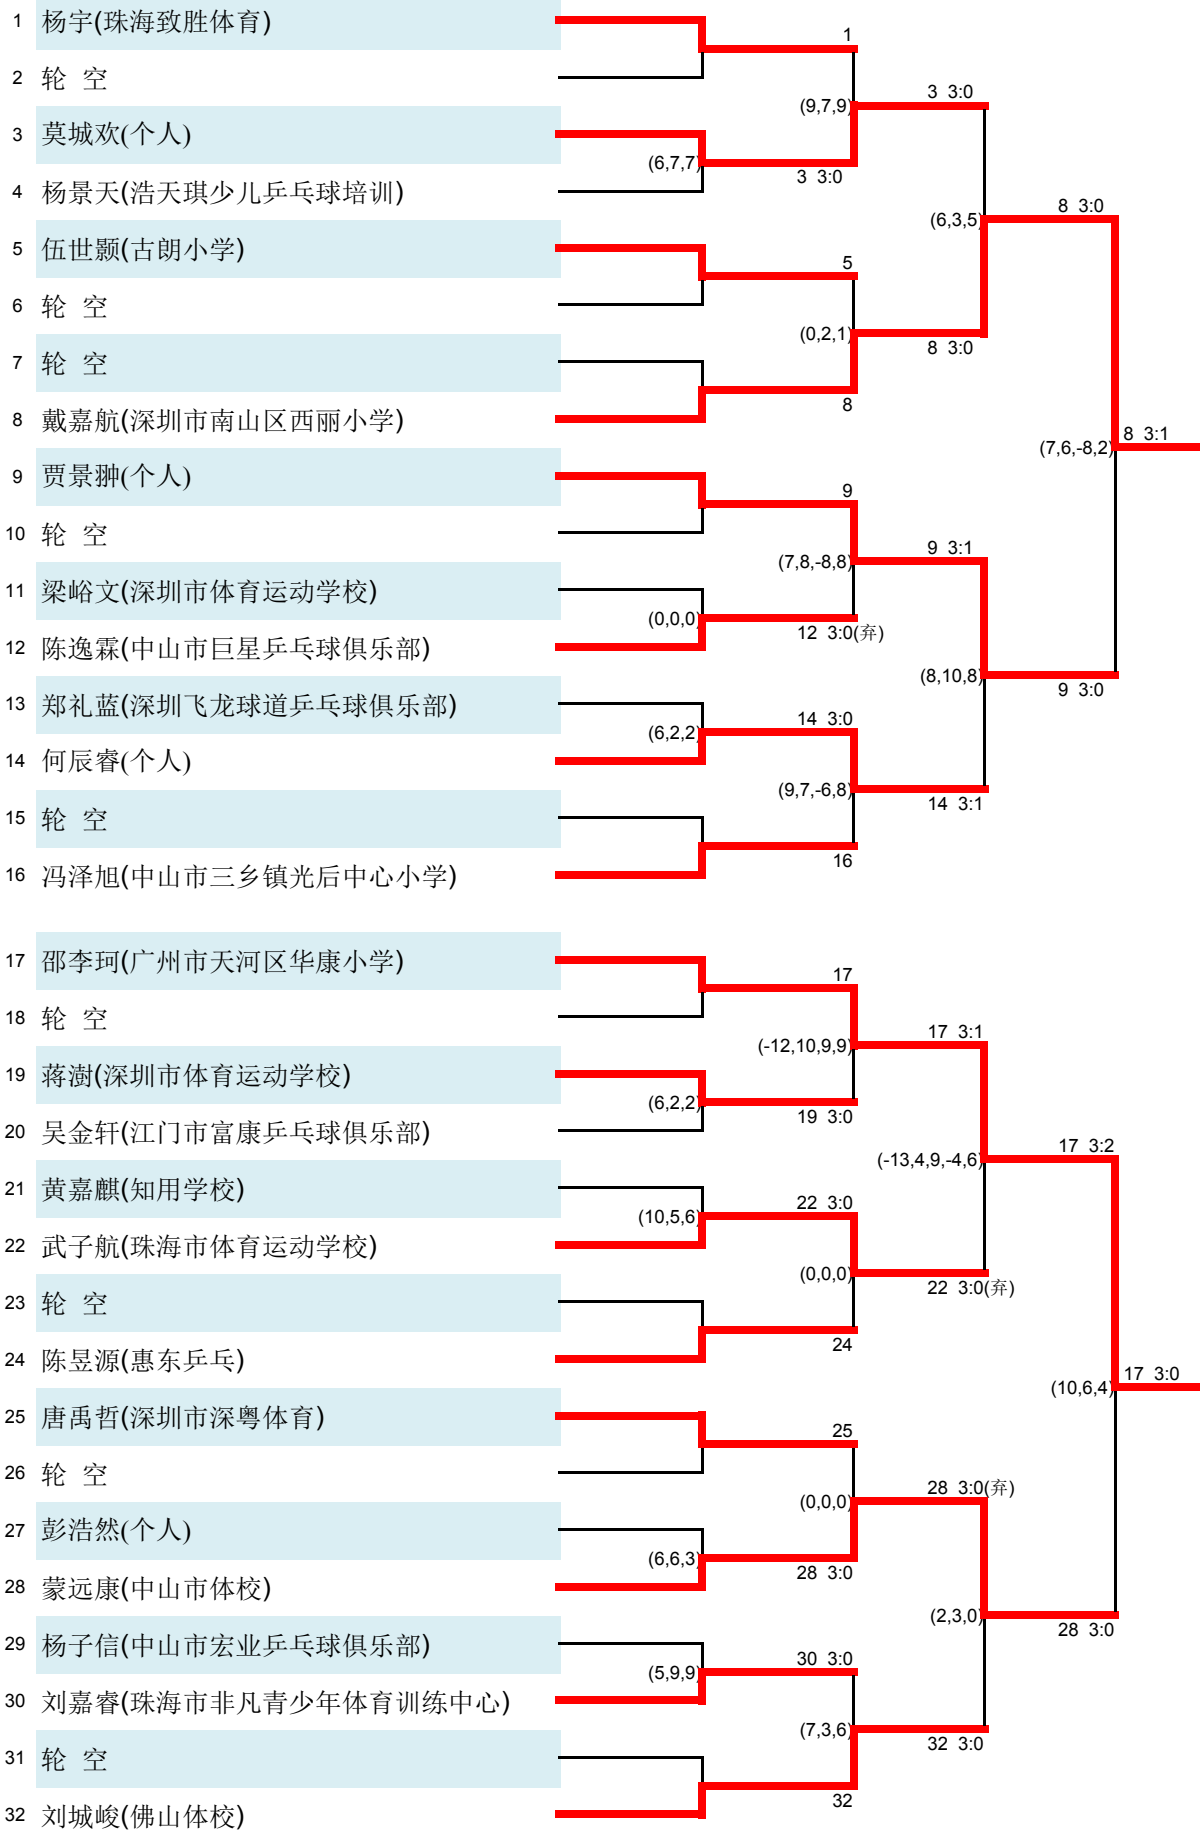 1 杨宇(珠海致胜体育)
1
2 轮 空
3 3:0
(9,7,9)
3 莫城欢(个人)
(6,7,7)
3 3:0
4 杨景天(浩天琪少儿乒乓球培训)
8 3:0
(6,3,5)
5 伍世颢(古朗小学)
5
6 轮 空
(0,2,1)
8 3:0
7 轮 空
8
8 戴嘉航(深圳市南山区西丽小学)
8 3:1
(7,6,-8,2)
9 贾景翀(个人)
9
10 轮 空
9 3:1
(7,8,-8,8)
11 梁峪文(深圳市体育运动学校)
(0,0,0)
12 3:0(弃)
12 陈逸霖(中山市巨星乒乓球俱乐部)
(8,10,8)
9 3:0
13 郑礼蓝(深圳飞龙球道乒乓球俱乐部)
14 3:0
(6,2,2)
14 何辰睿(个人)
(9,7,-6,8)
14 3:1
15 轮 空
16
16 冯泽旭(中山市三乡镇光后中心小学)
17 邵李珂(广州市天河区华康小学)
17
18 轮 空
17 3:1
(-12,10,9,9)
19 蒋澍(深圳市体育运动学校)
(6,2,2)
19 3:0
20 吴金轩(江门市富康乒乓球俱乐部)
17 3:2
(-13,4,9,-4,6)
21 黄嘉麒(知用学校)
22 3:0
(10,5,6)
22 武子航(珠海市体育运动学校)
(0,0,0)
22 3:0(弃)
23 轮 空
24
24 陈昱源(惠东乒乓)
17 3:0
(10,6,4)
25 唐禹哲(深圳市深粤体育)
25
26 轮 空
28 3:0(弃)
(0,0,0)
27 彭浩然(个人)
(6,6,3)
28 3:0
28 蒙远康(中山市体校)
(2,3,0)
28 3:0
29 杨子信(中山市宏业乒乓球俱乐部)
30 3:0
(5,9,9)
30 刘嘉睿(珠海市非凡青少年体育训练中心)
(7,3,6)
32 3:0
31 轮 空
32
32 刘城峻(佛山体校)